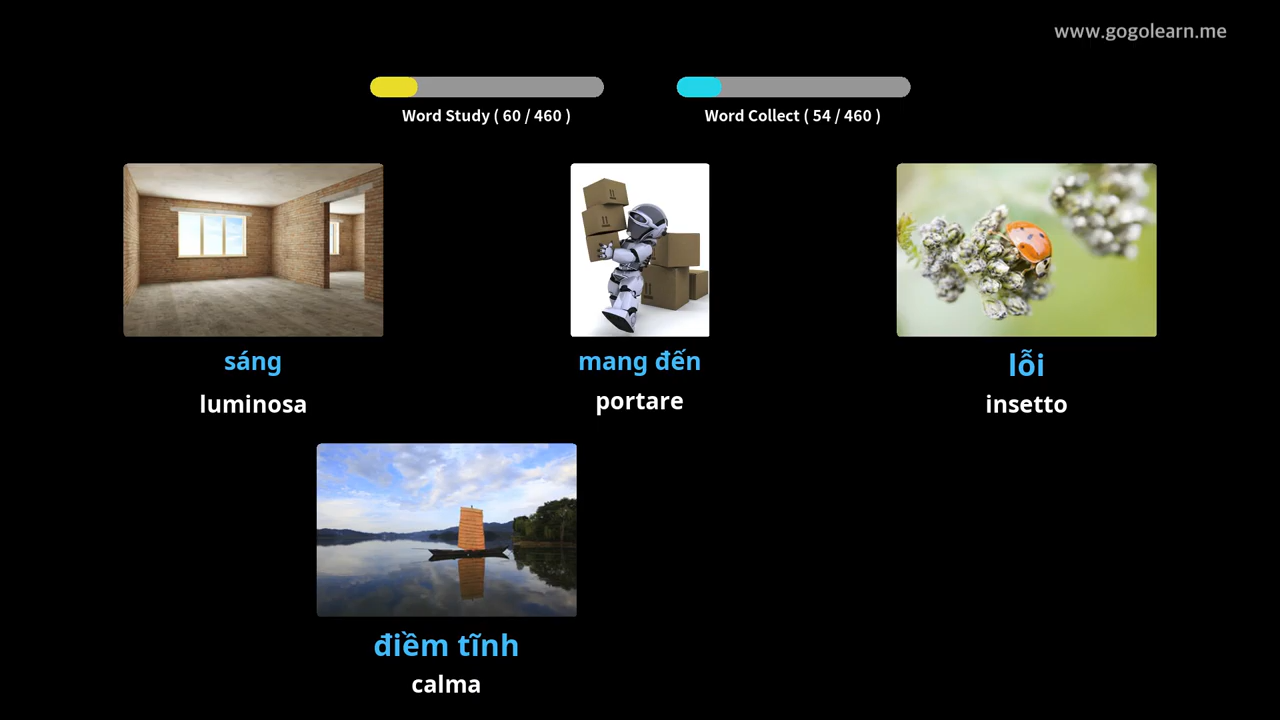 www.gogolearn.me
Word Study ( 60 / 460 )
Word Collect ( 54 / 460 )
sáng
luminosa
mang đến
portare
lỗi
insetto
điềm tĩnh
calma